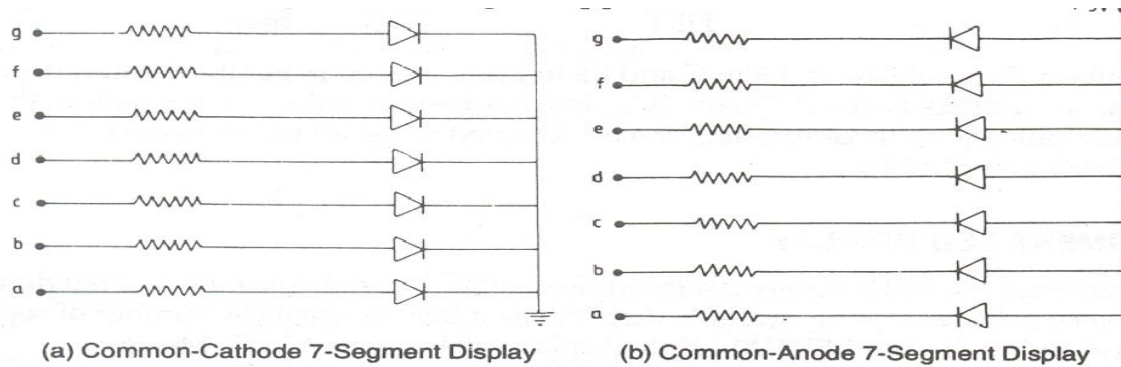 g
f
e
d
c
b
a
(a) Common-Cathode 7-Segment Display
g
f
e
d
c
b
a
(b) Common-Anode 7-Segment Display